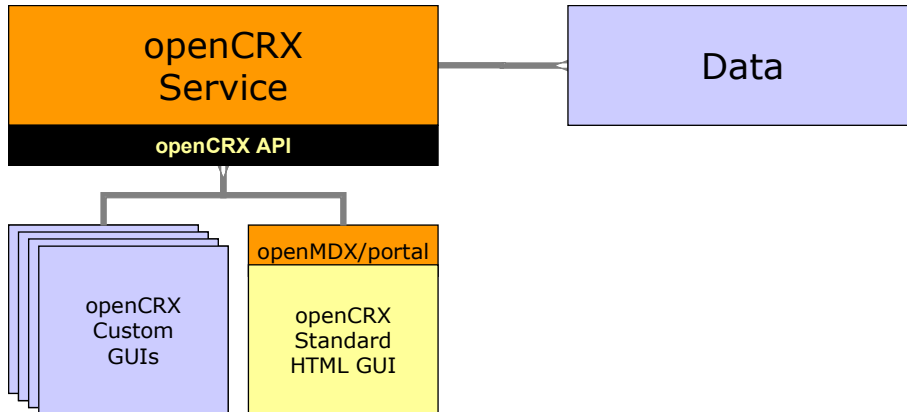 openCRX
Service
Data
openCRX API
openMDX/portal
openCRX
Custom
GUIs
openCRX
Standard
HTML GUI